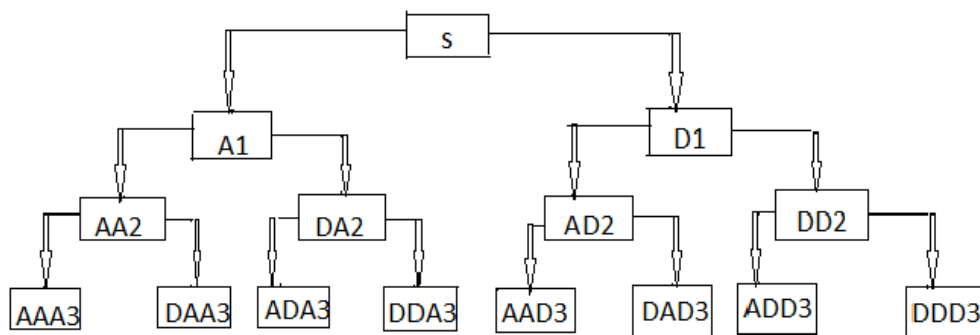 S
A1 D1
AA2 DA2 AD2 DD2
AAA3 DAA3 ADA3 DDA3 AAD3 DAD3 ADD3 DDD3